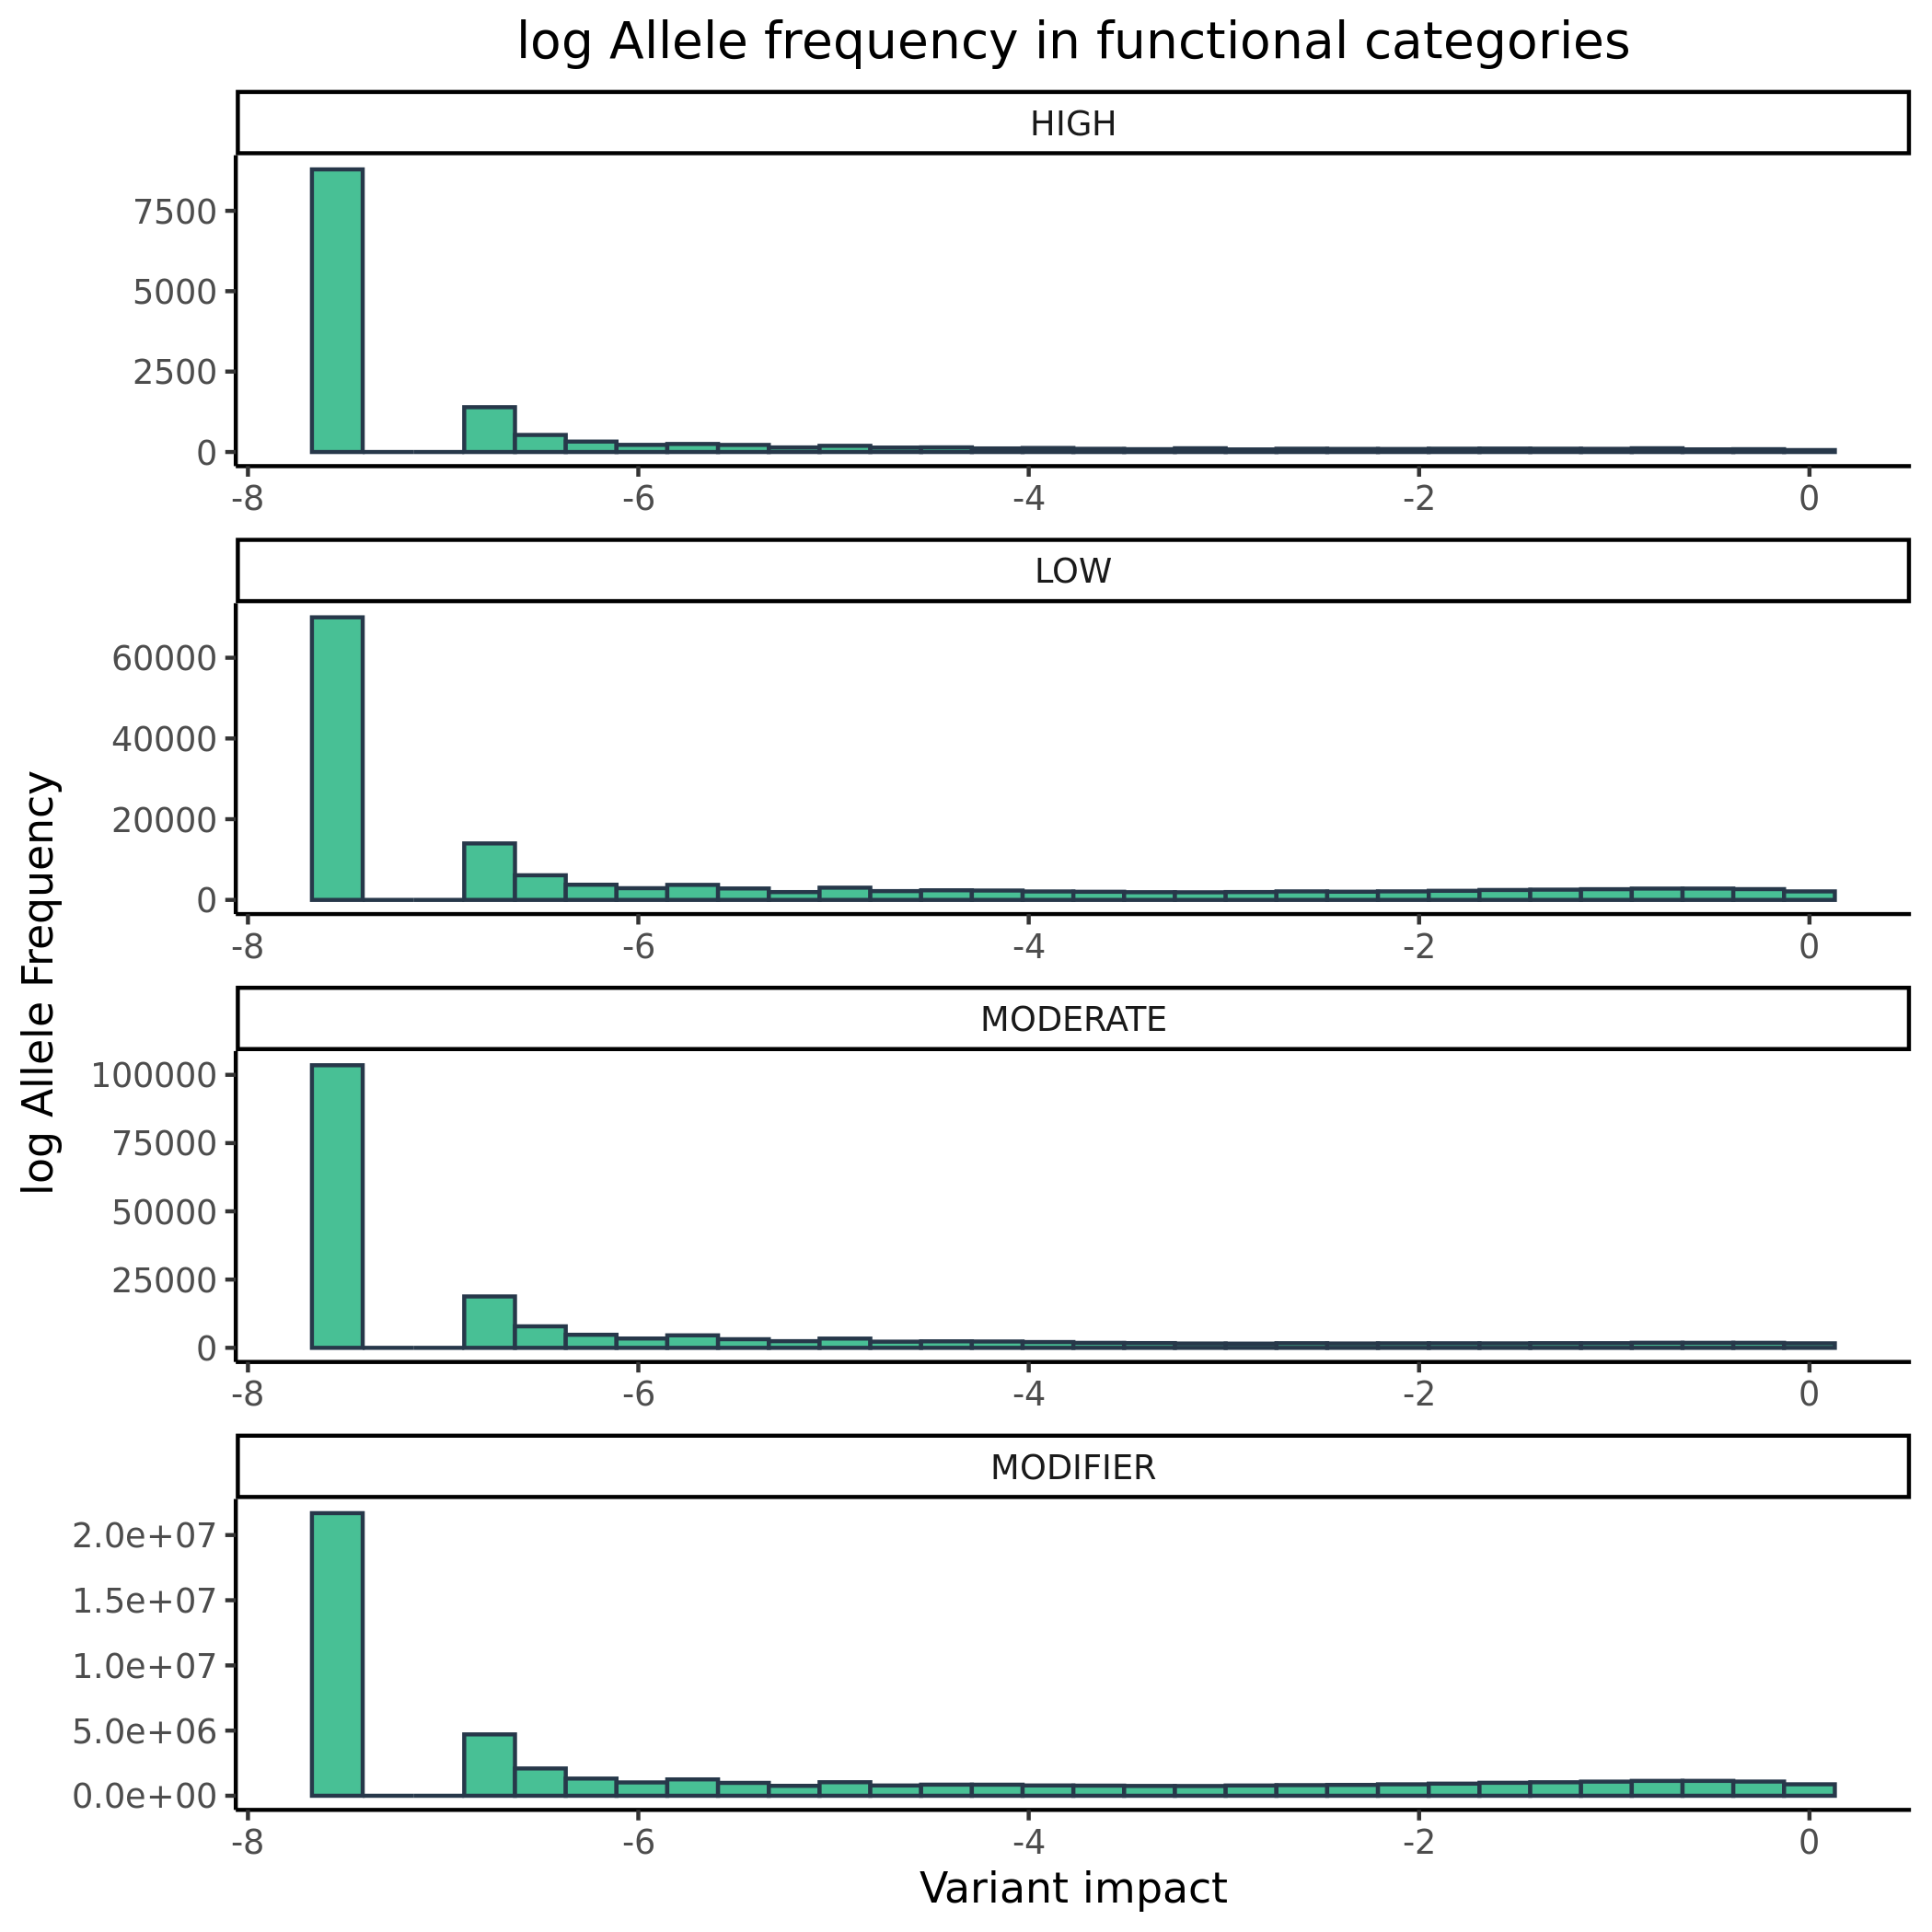 log Allele frequency in functional categories
HIGH
7500
5000
2500
0
-8 -6 -4 -2 0
LOW
60000
40000
20000
0
-8 -6 -4 -2 0
log Allele Frequency
MODERATE
100000
75000
50000
25000
0
-8 -6 -4 -2 0
MODIFIER
2.0e+07
1.5e+07
1.0e+07
5.0e+06
0.0e+00
-8 -6 -4 -2 0
Variant impact